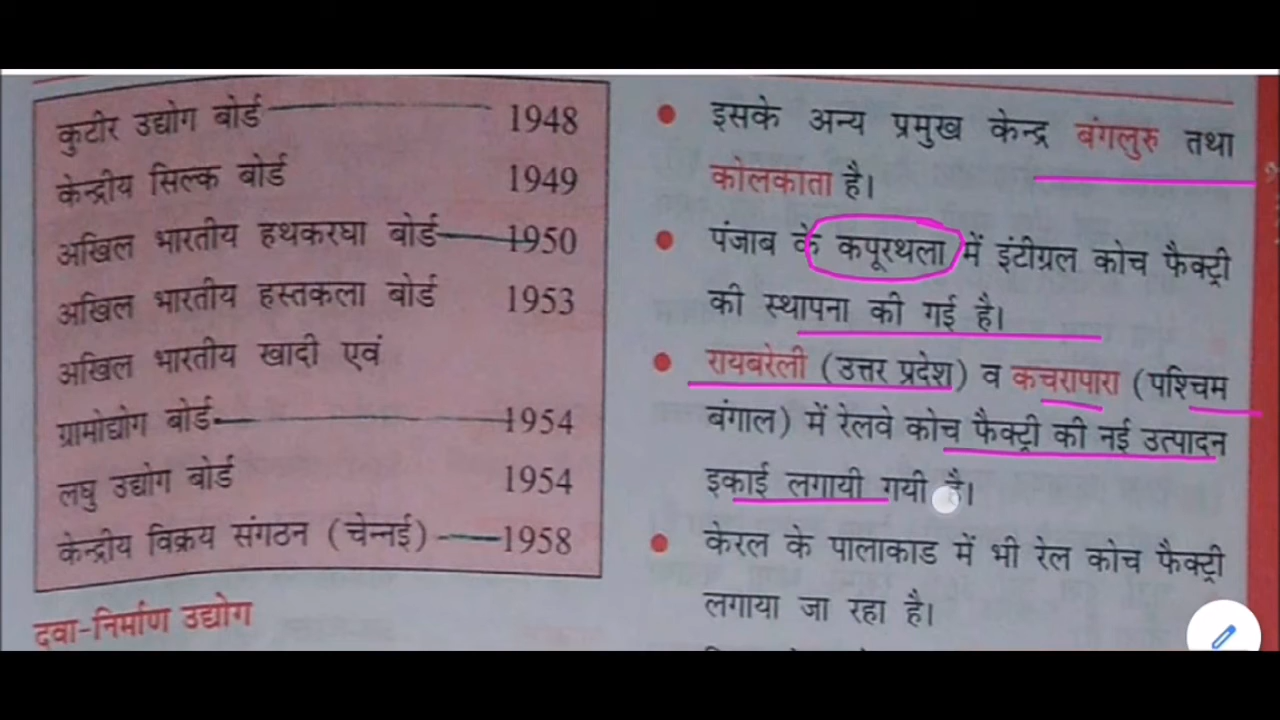 कुटीर उद्योग बोर्ड 1948
केन्द्रीय सिल्क बोर्ड 1949
अखिल भारतीय हथकरघा बोर्ड 1950
अखिल भारतीय हस्तकला बोर्ड 1953
अखिल भारतीय खादी एवं
ग्रामोद्योग बोर्ड 1954
लघु उद्योग बोर्ड 1954
केन्द्रीय विक्रय संगठन (चेन्नई) 1958
दवा-निर्माण उद्योग
• इसके अन्य प्रमुख केन्द्र बंगलुरु तथा
कोलकाता है।
• पंजाब के कपूरथला में इंटीग्रल कोच फैक्ट्री
की स्थापना की गई है।
• रायबरेली (उत्तर प्रदेश) व कचरापारा (पश्चिम
बंगाल) में रेलवे कोच फैक्ट्री की नई उत्पादन
इकाई लगायी गयी है।
• केरल के पालाकाड में भी रेल कोच फैक्ट्री
लगाया जा रहा है।